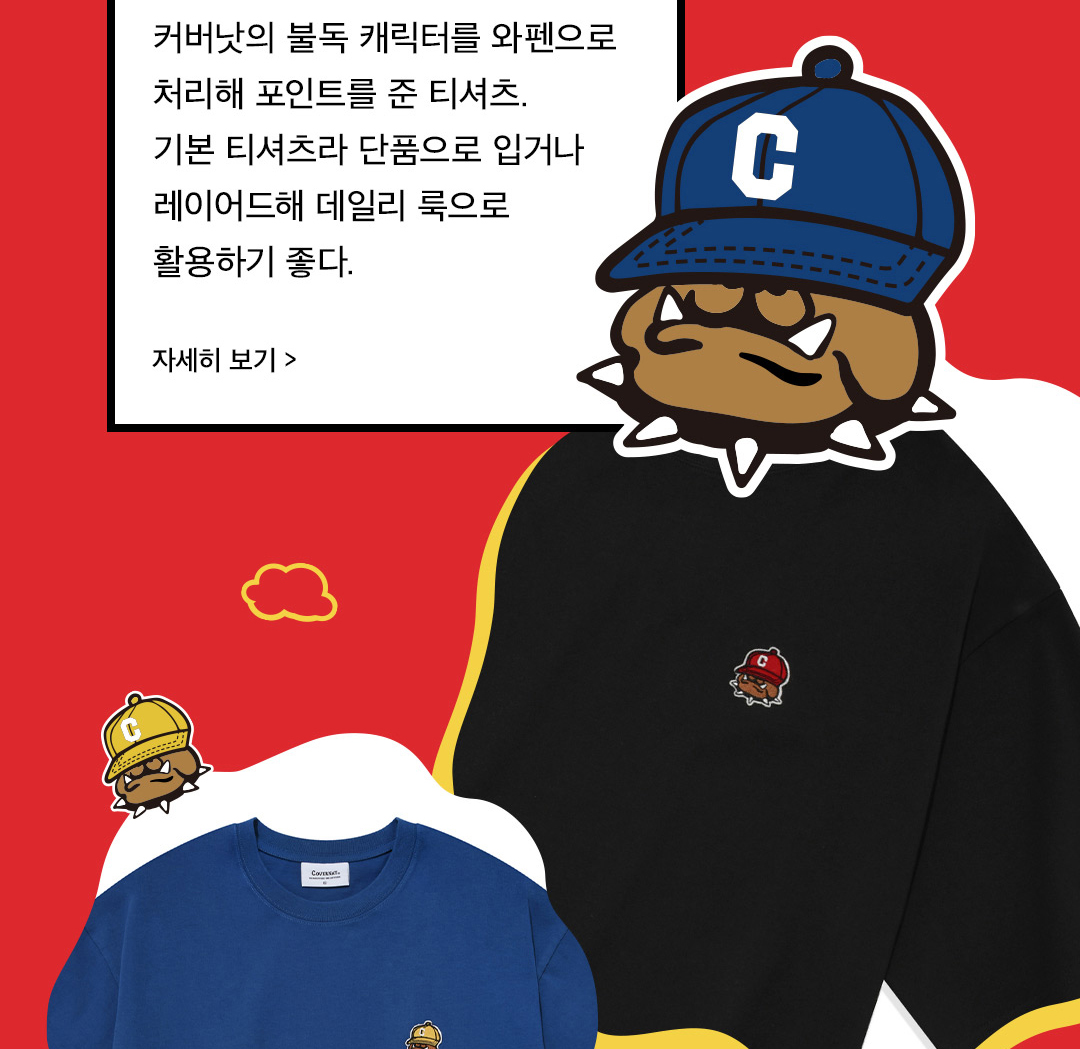 커버낫의 불독 캐릭터를 와펜으로
처리해 포인트를 준 티셔츠.
기본 티셔츠라 단품으로 입거나
레이어드해 데일리 룩으로
활용하기 좋다.
자세히 보기 >
C
C
C
COVERNAT
C